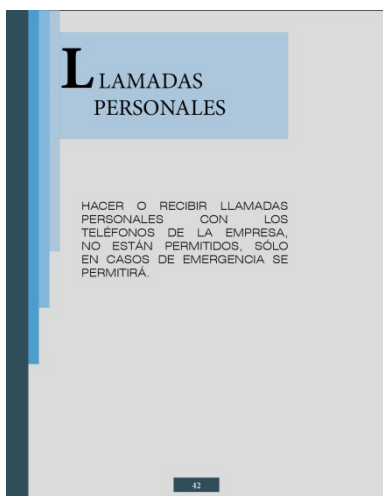 L LAMADAS
PERSONALES
HACER O RECIBIR LLAMADAS
PERSONALES CON LOS
TELÉFONOS DE LA EMPRESA,
NO ESTÁN PERMITIDOS, SÓLO
EN CASOS DE EMERGENCIA SE
PERMITIRÁ.
42